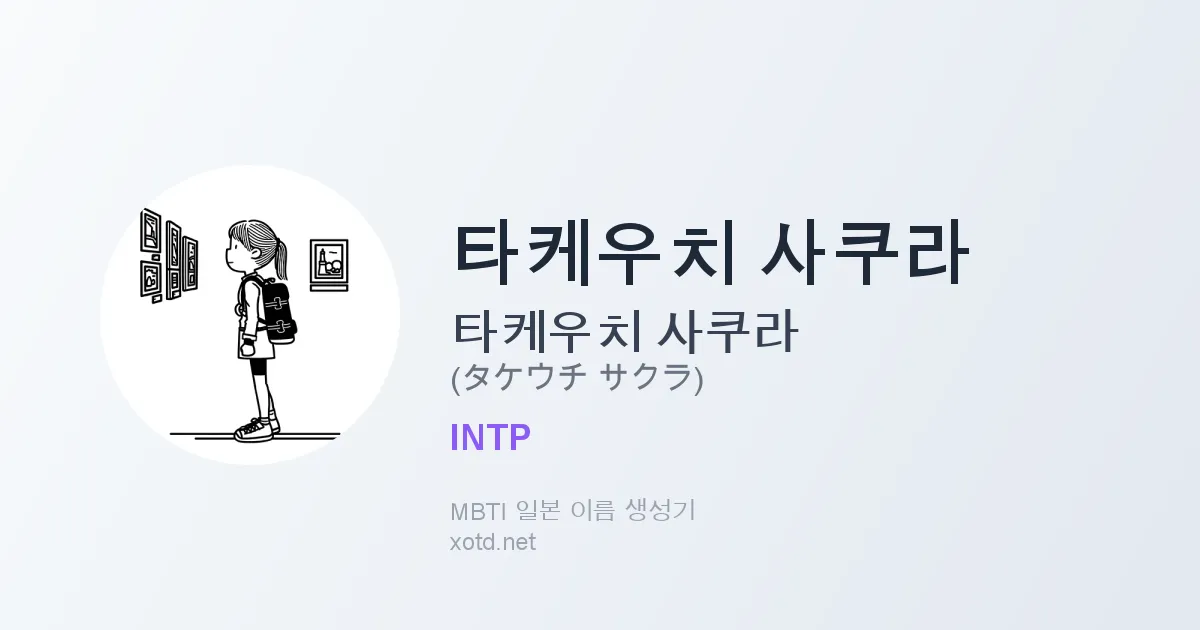 타케우치 사쿠라
타케우치 사쿠라
(タケウチ サクラ)
INTP
MBTI 일본 이름 생성기
xotd.net